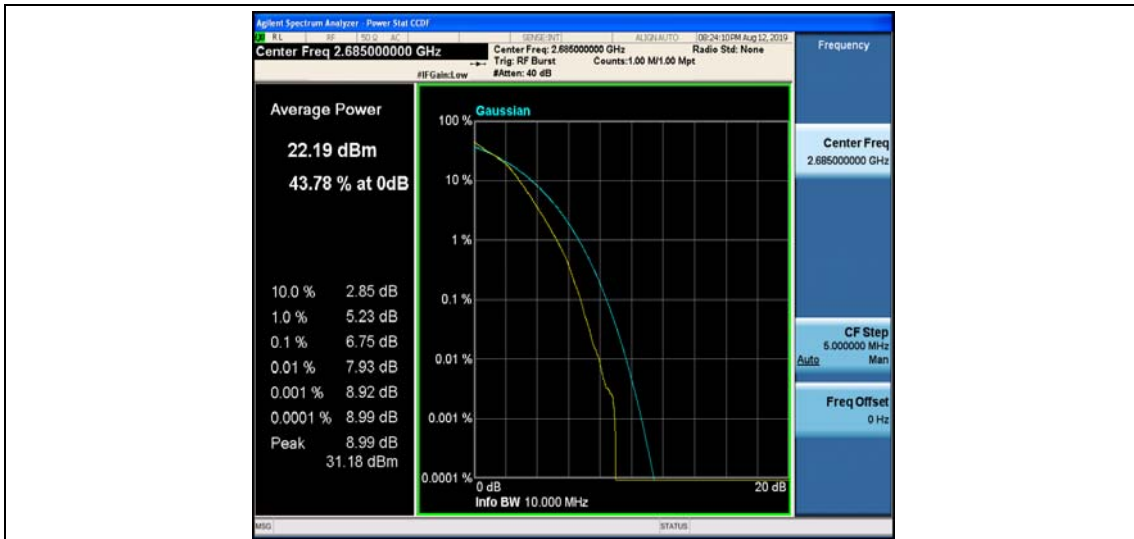 Agilent Spectrum Analyzer - Power Stat CCDF
RL RF 50 Ω AC SENSE:INT ALIGN AUTO 08:24:10 PM Aug 12, 2019
Center Freq 2.685000000 GHz
Center Freq: 2.685000000 GHz Radio Std: None
Trig: RF Burst Counts:1.00 M/1.00 Mpt
#IFGain:Low #Atten: 40 dB
Frequency
Average Power
22.19 dBm
43.78 % at 0dB
10.0 % 2.85 dB
1.0 % 5.23 dB
0.1 % 6.75 dB
0.01 % 7.93 dB
0.001 % 8.92 dB
0.0001 % 8.99 dB
Peak 8.99 dB
31.18 dBm
Gaussian
100 %
10 %
1 %
0.1 %
0.01 %
0.001 %
0.0001 %
0 dB 20 dB
Info BW 10.000 MHz
Center Freq
2.685000000 GHz
CF Step
5.000000 MHz
Auto Man
Freq Offset
0 Hz
MSG STATUS